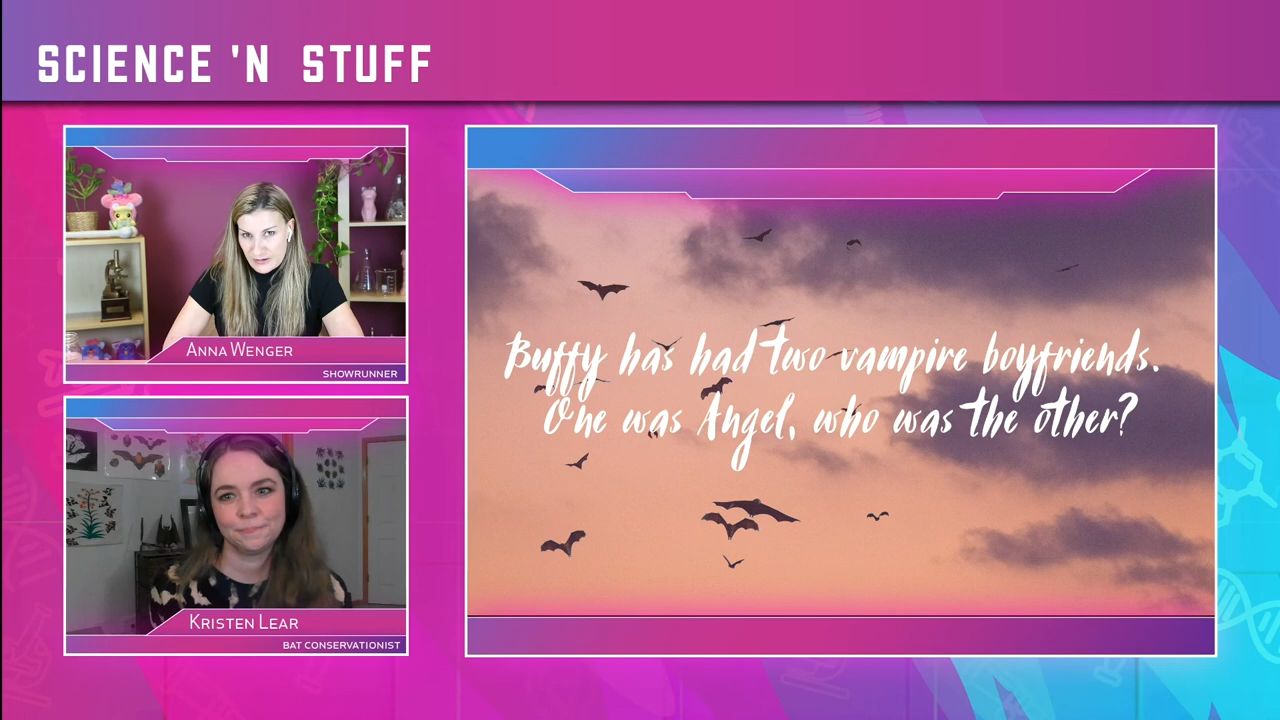 SCIENCE 'N STUFF
ANNA WENGER
SHOWRUNNER
KRISTEN LEAR
BAT CONSERVATIONIST
Buffy has had two vampire boyfriends.
One was Angel, who was the other?